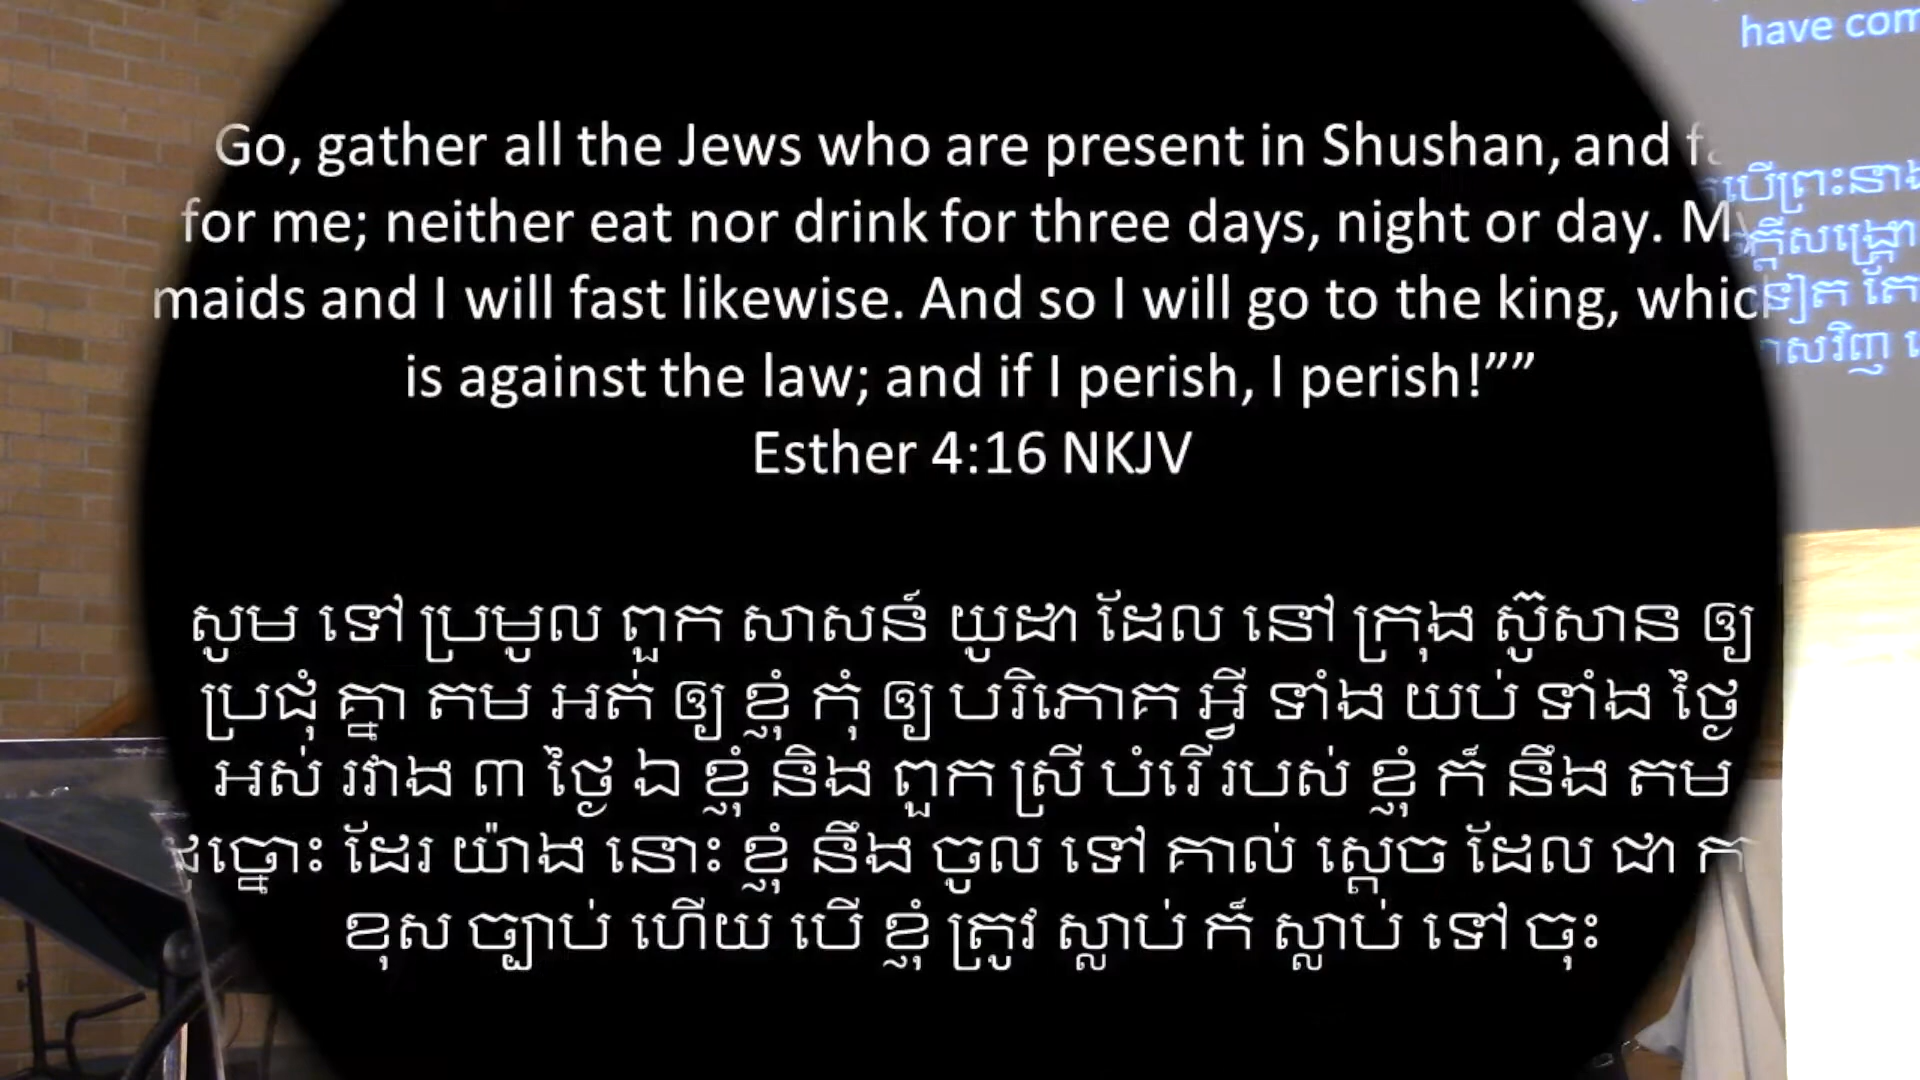 have com
Go, gather all the Jews who are present in Shushan, and
for me; neither eat nor drink for three days, night or day. My
maids and I will fast likewise. And so I will go to the king, whic
is against the law; and if I perish, I perish!””
Esther 4:16 NKJV
សូម ទៅ ប្រមូល ពួក សាសន៍ យូដា ដែល នៅ ក្រុង ស៊ូសាន ឲ្យ
ប្រជុំ គ្នា តម អត់ ឲ្យ ខ្ញុំ កុំ ឲ្យ បរិភោគ អ្វី ទាំង យប់ ទាំង ថ្ងៃ
អស់ រវាង ៣ ថ្ងៃ ឯ ខ្ញុំ និង ពួក ស្រី បំរើ របស់ ខ្ញុំ ក៏ នឹង តម
ដូច្នោះ ដែរ យ៉ាង នោះ ខ្ញុំ នឹង ចូល ទៅ គាល់ ស្តេច ដែល ជា ក
ខុស ច្បាប់ ហើយ បើ ខ្ញុំ ត្រូវ ស្លាប់ ក៏ ស្លាប់ ទៅ ចុះ